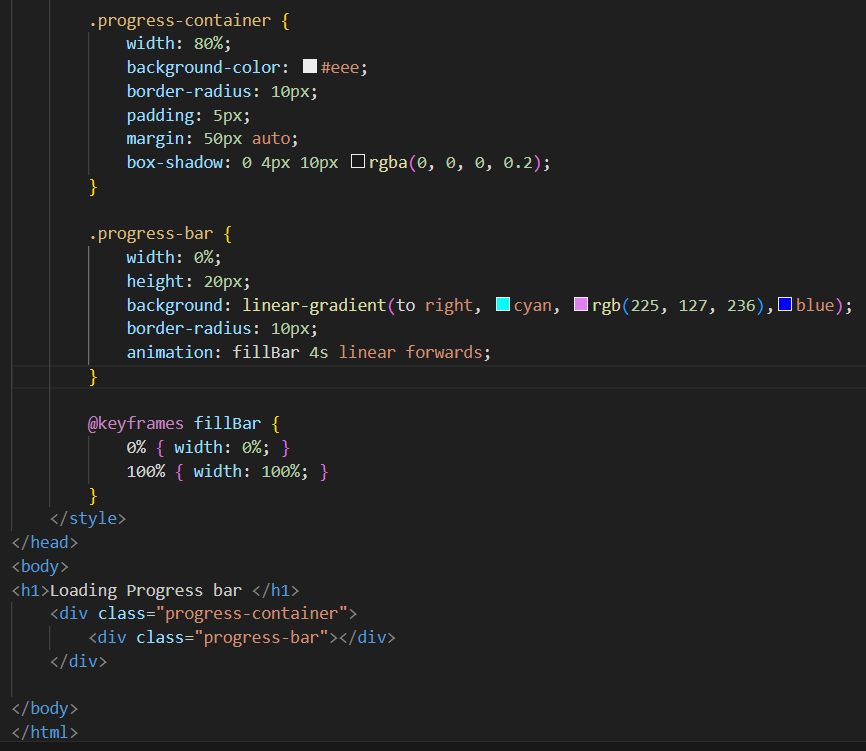 .progress-container {
width: 80%;
background-color: #eee;
border-radius: 10px;
padding: 5px;
margin: 50px auto;
box-shadow: 0 4px 10px rgba(0, 0, 0, 0.2);
}
.progress-bar {
width: 0%;
height: 20px;
background: linear-gradient(to right, cyan, rgb(225, 127, 236),blue);
border-radius: 10px;
animation: fillBar 4s linear forwards;
}
@keyframes fillBar {
0% { width: 0%; }
100% { width: 100%; }
}
</style>
</head>
<body>
<h1>Loading Progress bar </h1>
<div class="progress-container">
<div class="progress-bar"></div>
</div>
</body>
</html>